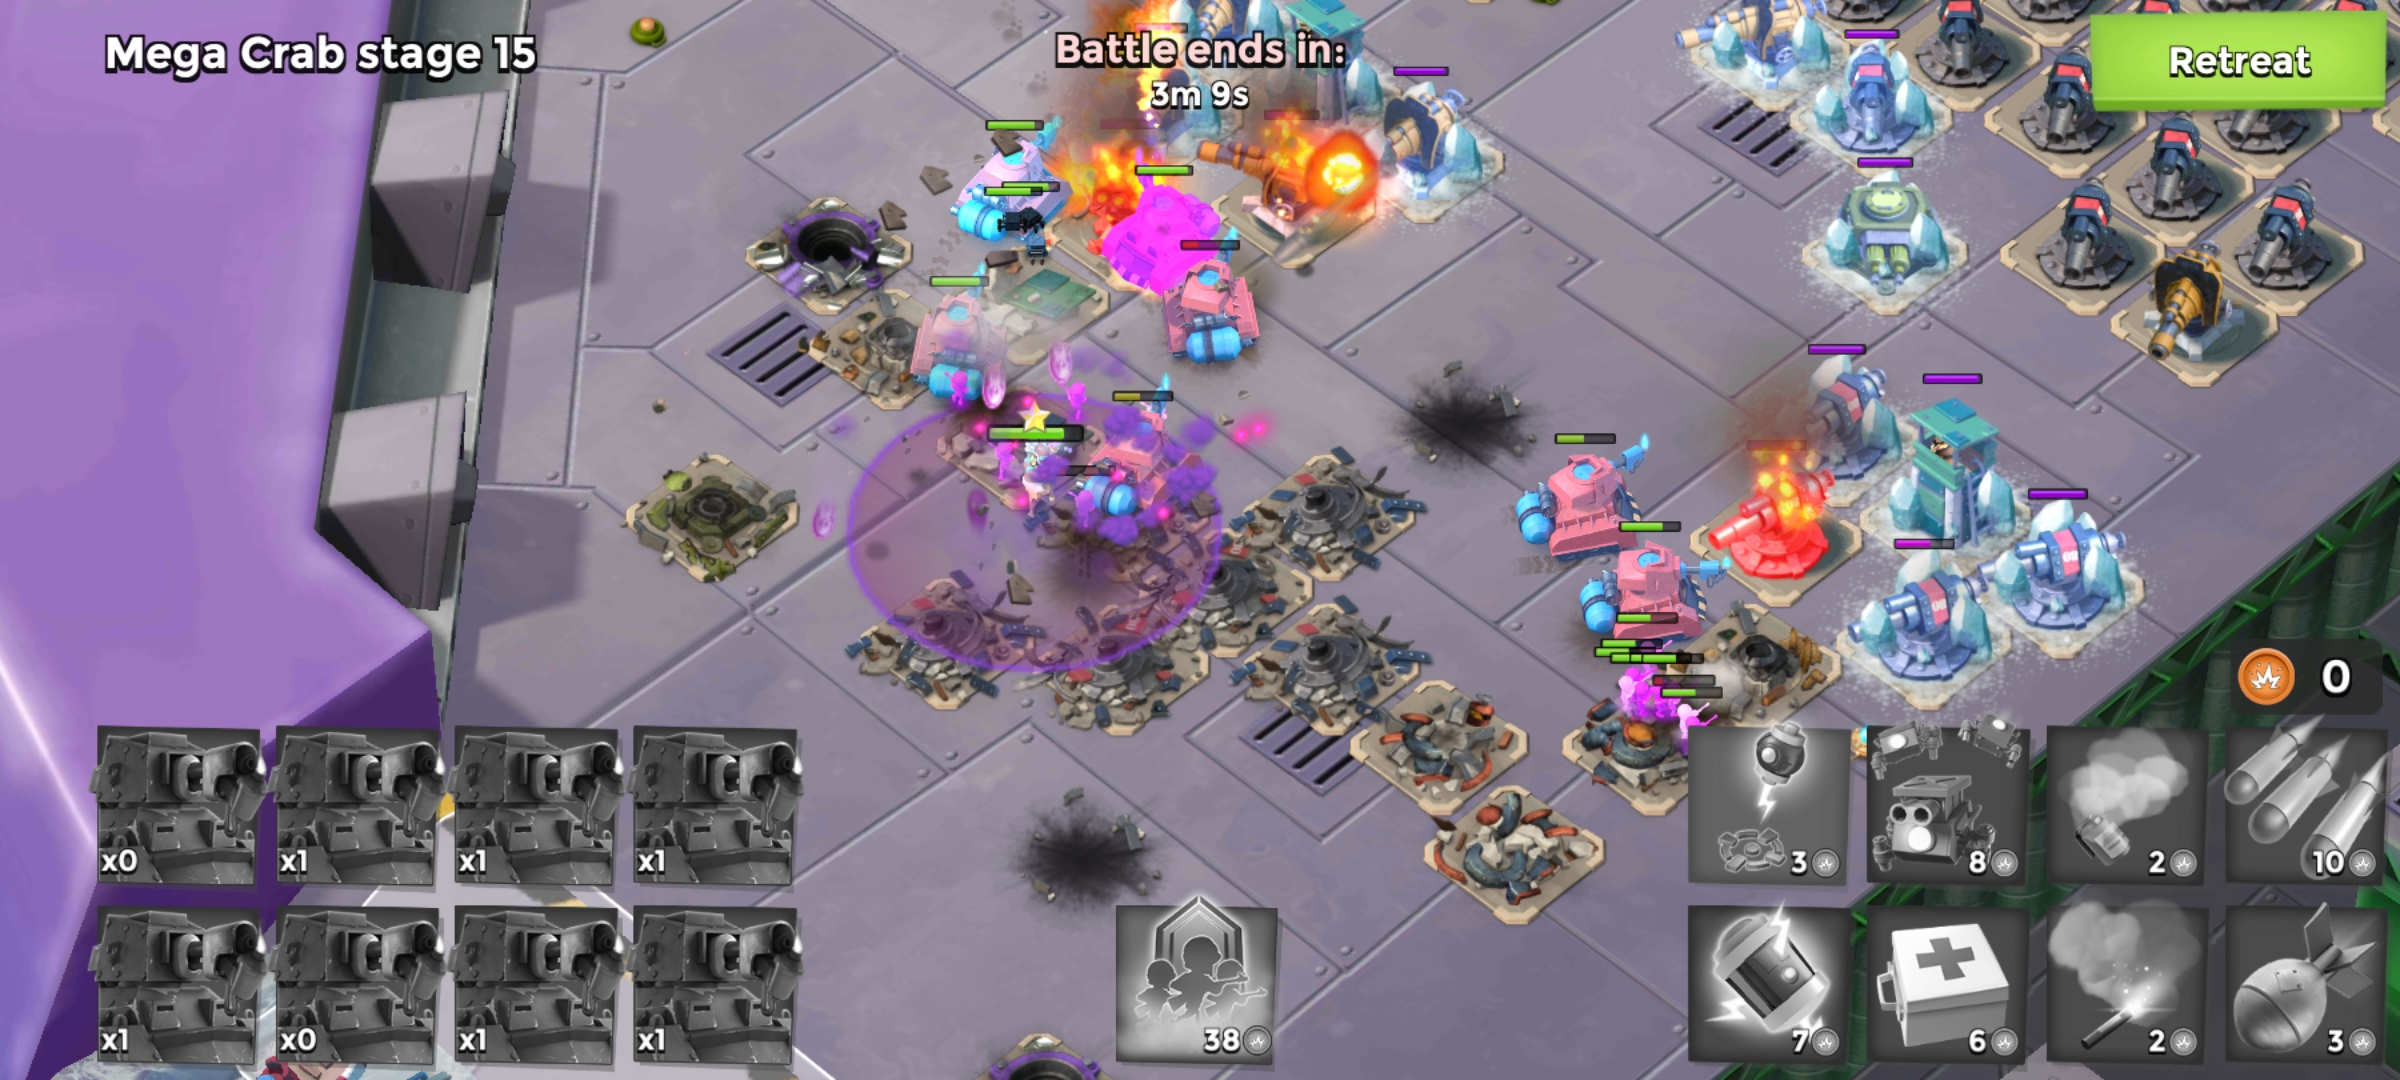 Mega Crab stage 15
Battle ends in:
3m 9s
Retreat
0
x0
x1
x1
x1
3
8
2
10
x1
x0
x1
x1
38
7
6
2
3